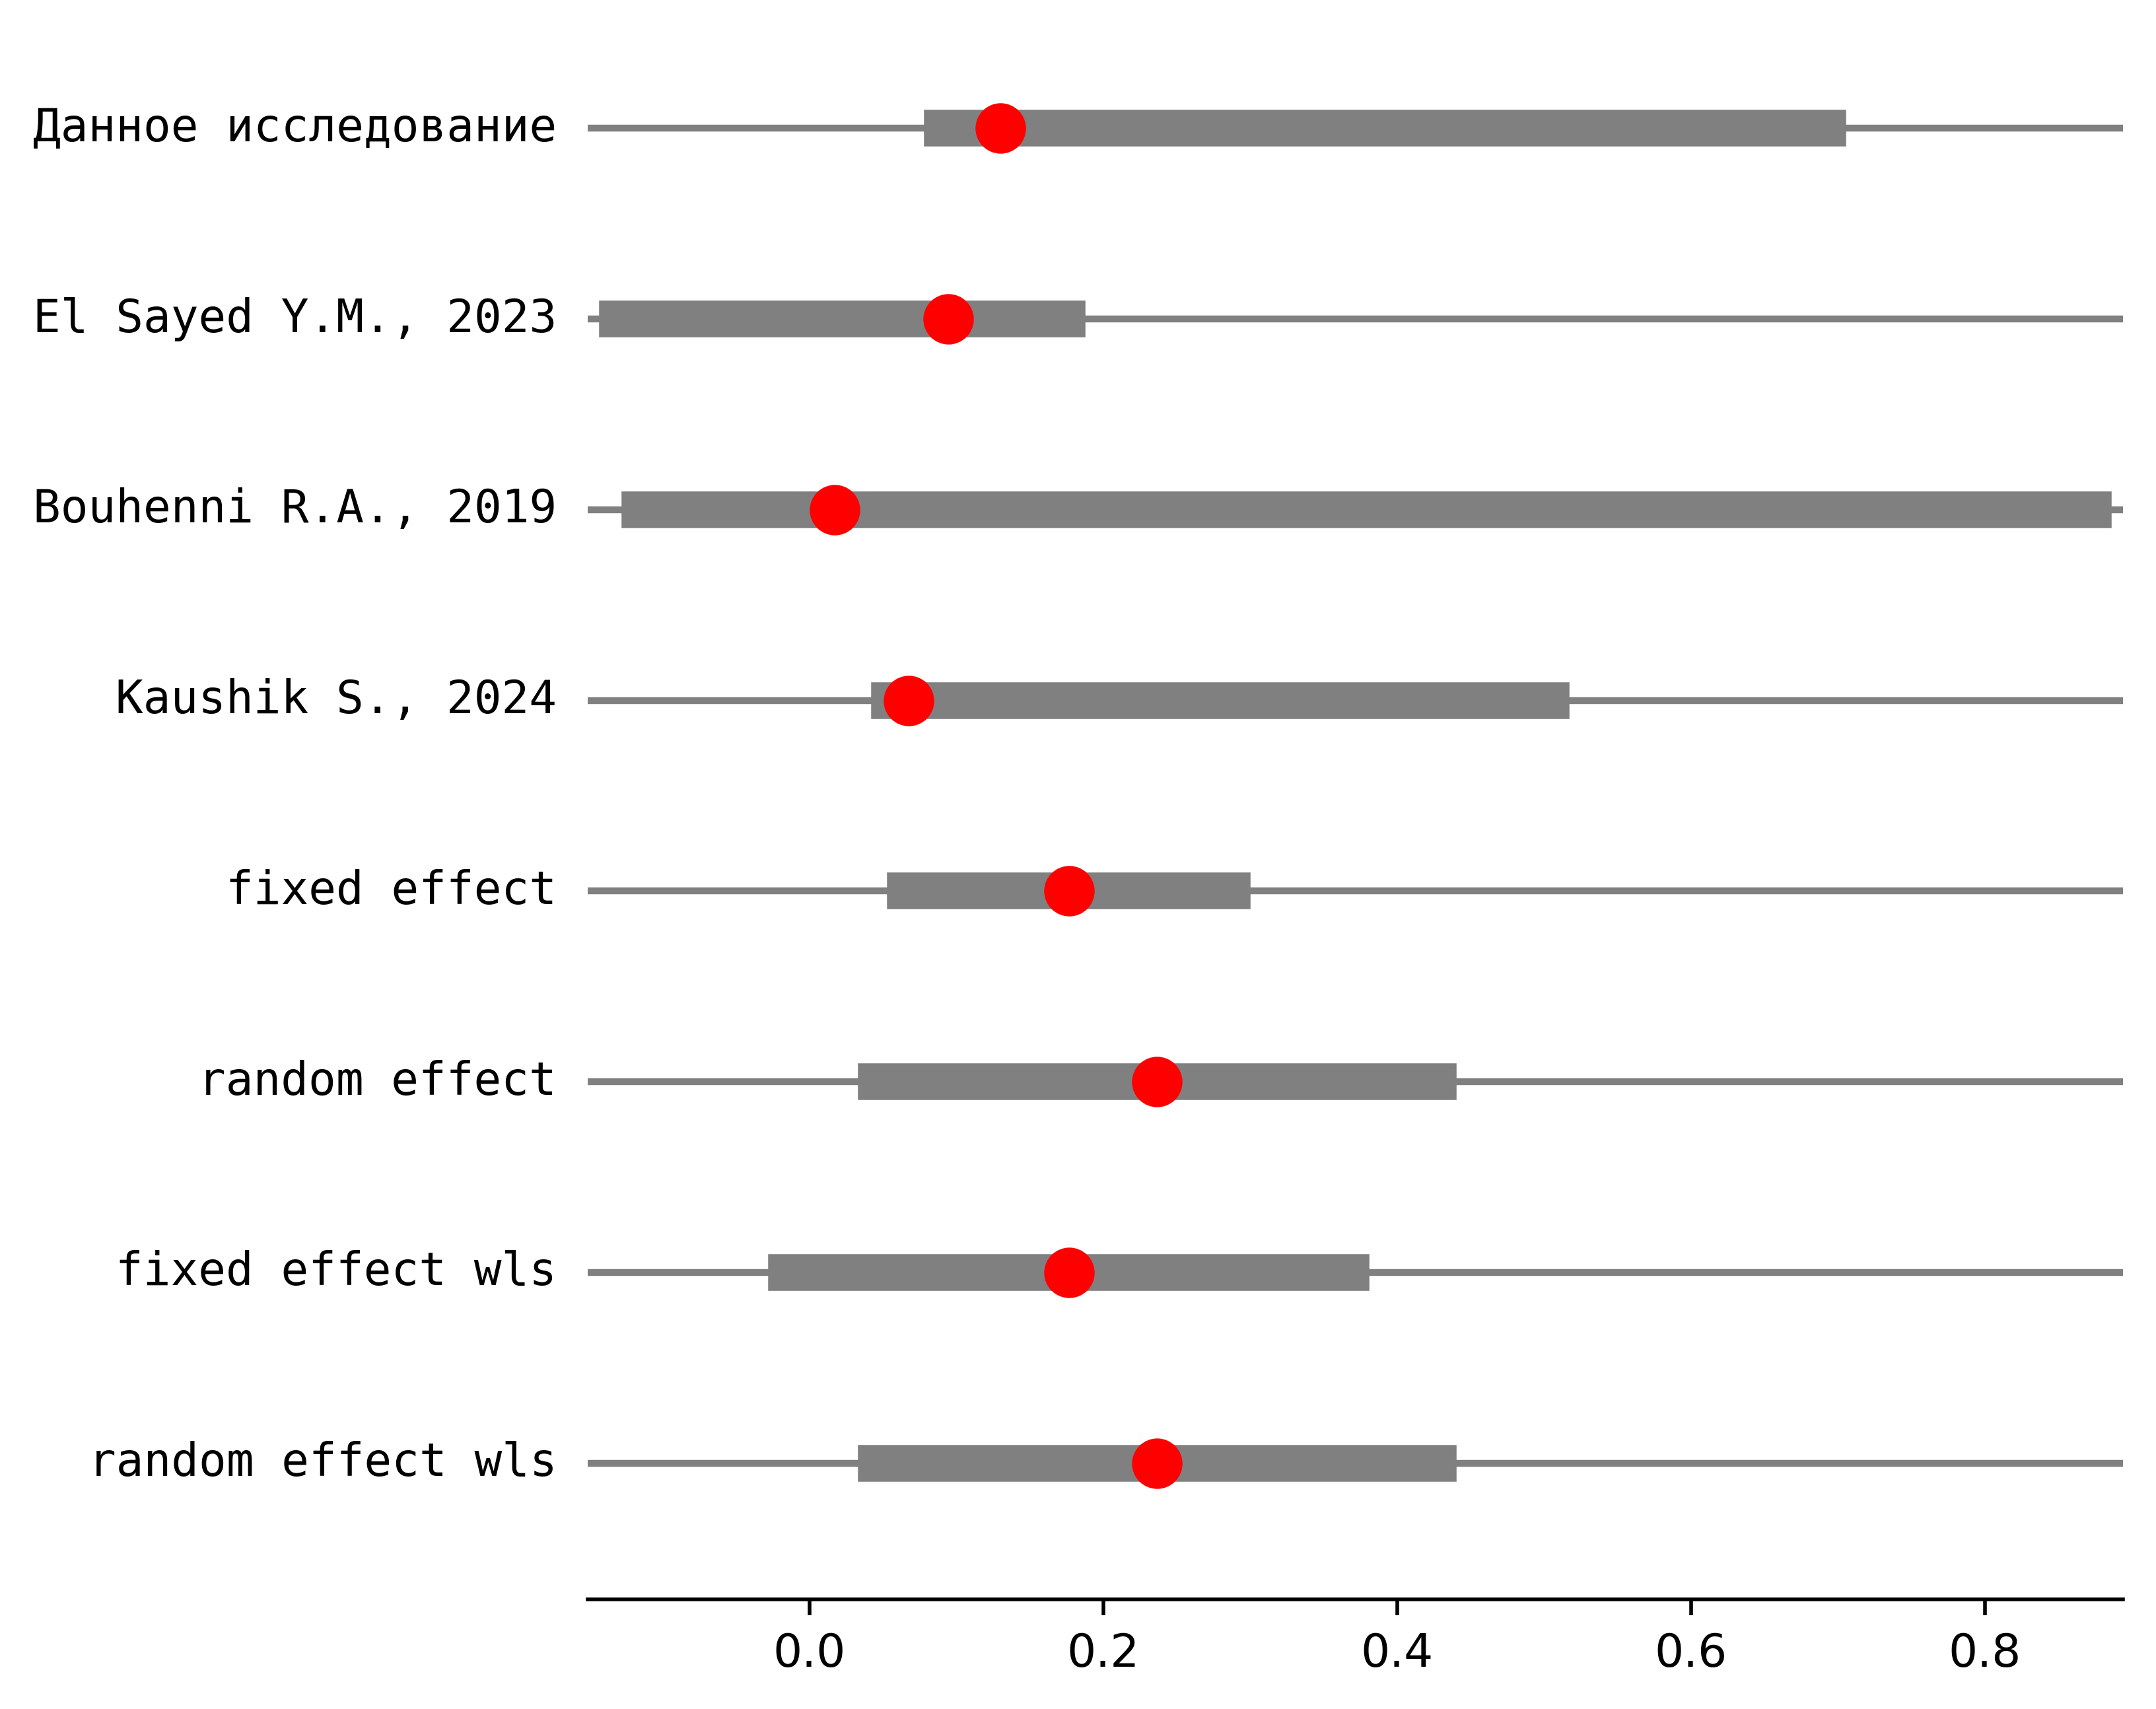 Данное исследование
El Sayed Y.M., 2023
Bouhenni R.A., 2019
Kaushik S., 2024
fixed effect
random effect
fixed effect wls
random effect wls
0.0 0.2 0.4 0.6 0.8